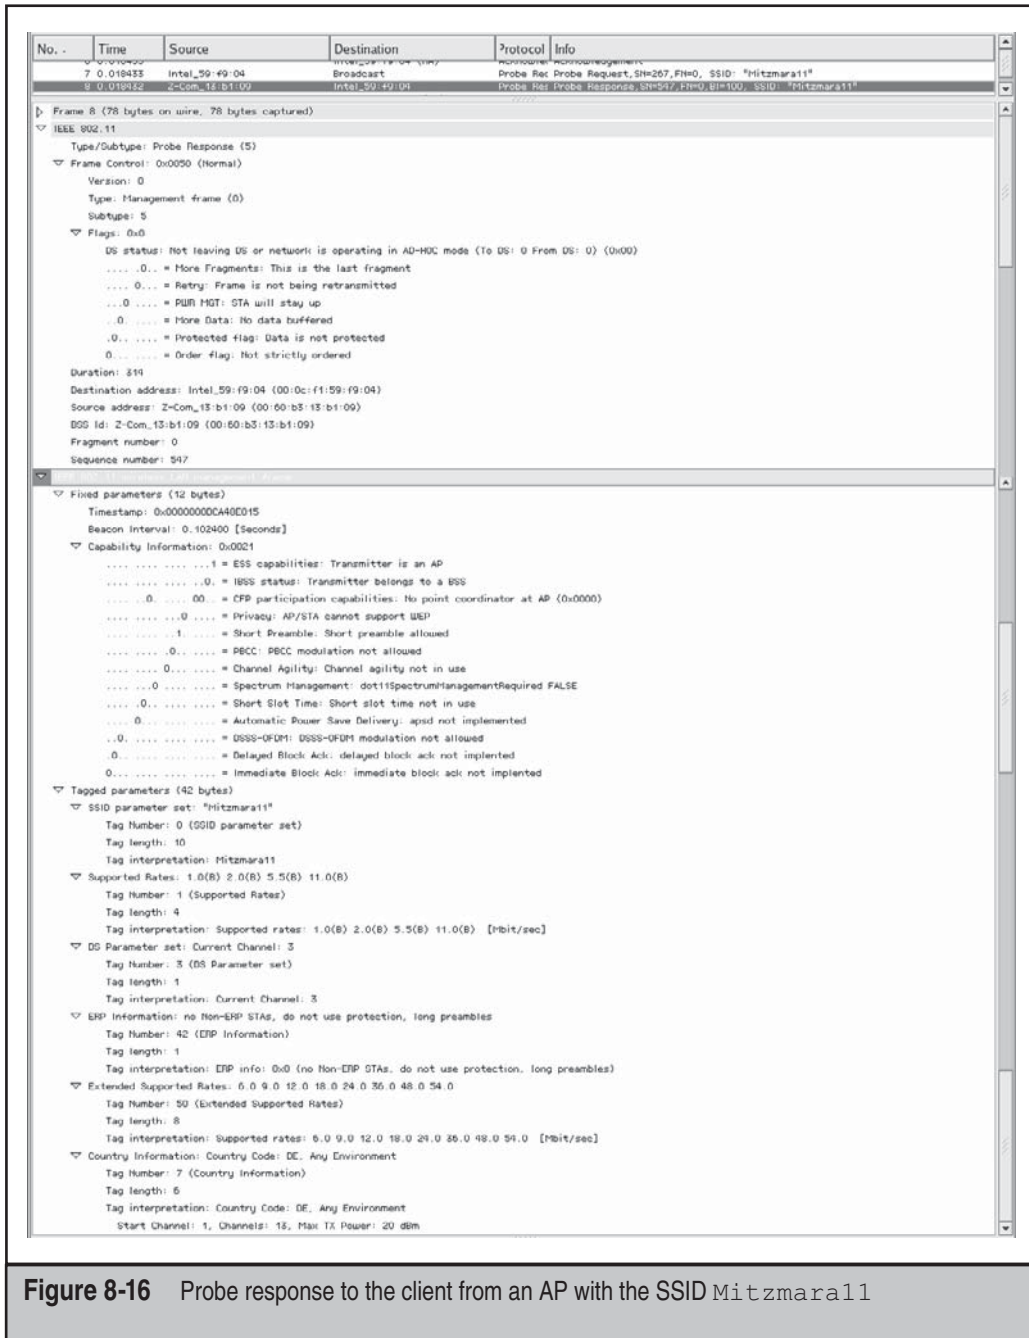 No. . Time Source Destination Protocol Info
7 0.018433 Intel_59:f9:04 Broadcast Probe Rec Probe Request,SN=267,FN=0, SSID: "Mitzmara11"
8 0.018432 Z-Com_13:b1:09 Intel_59:f9:04 Probe Res Probe Response,SN=547,FN=0,BI=100, SSID: "Mitzmara11"
Frame 8 (78 bytes on wire, 78 bytes captured)
IEEE 802.11
Type/Subtype: Probe Response (5)
Frame Control: 0x0050 (Normal)
Version: 0
Type: Management frame (0)
Subtype: 5
Flags: 0x0
DS status: Not leaving DS or network is operating in AD-HOC mode (To DS: 0 From DS: 0) (0x00)
.... .0.. = More Fragments: This is the last fragment
.... 0... = Retry: Frame is not being retransmitted
...0 .... = PWR MGT: STA will stay up
..0. .... = More Data: No data buffered
.0.. .... = Protected flag: Data is not protected
0... .... = Order flag: Not strictly ordered
Duration: 314
Destination address: Intel_59:f9:04 (00:0c:f1:59:f9:04)
Source address: Z-Com_13:b1:09 (00:60:b3:13:b1:09)
BSS Id: Z-Com_13:b1:09 (00:60:b3:13:b1:09)
Fragment number: 0
Sequence number: 547
IEEE 802.11 wireless LAN management frame
Fixed parameters (12 bytes)
Timestamp: 0x0000000DCA40E015
Beacon Interval: 0.102400 [Seconds]
Capability Information: 0x0021
.... .... .... ...1 = ESS capabilities: Transmitter is an AP
.... .... .... ..0. = IBSS status: Transmitter belongs to a BSS
.... ..0. .... 00.. = CFP participation capabilities: No point coordinator at AP (0x0000)
.... .... ...0 .... = Privacy: AP/STA cannot support WEP
.... .... ..1. .... = Short Preamble: Short preamble allowed
.... .... .0.. .... = PBCC: PBCC modulation not allowed
.... .... 0... .... = Channel Agility: Channel agility not in use
.... ...0 .... .... = Spectrum Management: dot11SpectrumManagementRequired FALSE
.... .0.. .... .... = Short Slot Time: Short slot time not in use
.... 0... .... .... = Automatic Power Save Delivery: apsd not implemented
..0. .... .... .... = DSSS-OFDM: DSSS-OFDM modulation not allowed
.0.. .... .... .... = Delayed Block Ack: delayed block ack not implented
0... .... .... .... = Immediate Block Ack: immediate block ack not implented
Tagged parameters (42 bytes)
SSID parameter set: "Mitzmara11"
Tag Number: 0 (SSID parameter set)
Tag length: 10
Tag interpretation: Mitzmara11
Supported Rates: 1.0(B) 2.0(B) 5.5(B) 11.0(B)
Tag Number: 1 (Supported Rates)
Tag length: 4
Tag interpretation: Supported rates: 1.0(B) 2.0(B) 5.5(B) 11.0(B) [Mbit/sec]
DS Parameter set: Current Channel: 3
Tag Number: 3 (DS Parameter set)
Tag length: 1
Tag interpretation: Current Channel: 3
ERP Information: no Non-ERP STAs, do not use protection, long preambles
Tag Number: 42 (ERP Information)
Tag length: 1
Tag interpretation: ERP info: 0x0 (no Non-ERP STAs, do not use protection, long preambles)
Extended Supported Rates: 6.0 9.0 12.0 18.0 24.0 36.0 48.0 54.0
Tag Number: 50 (Extended Supported Rates)
Tag length: 8
Tag interpretation: Supported rates: 6.0 9.0 12.0 18.0 24.0 36.0 48.0 54.0 [Mbit/sec]
Country Information: Country Code: DE, Any Environment
Tag Number: 7 (Country Information)
Tag length: 6
Tag interpretation: Country Code: DE, Any Environment
Start Channel: 1, Channels: 13, Max TX Power: 20 dBm
Figure 8-16 Probe response to the client from an AP with the SSID Mitzmara11